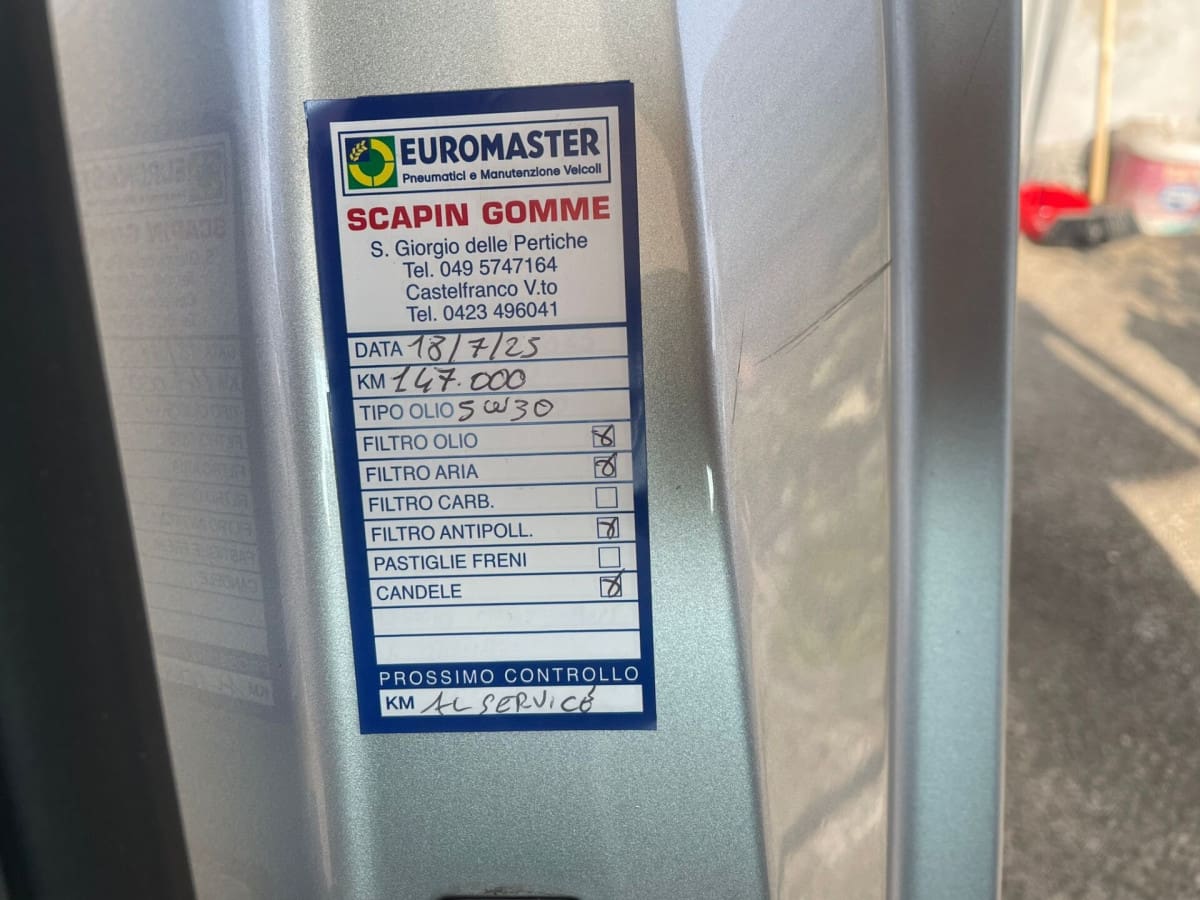 EUROMASTER
Pneumatici e Manutenzione Veicoli
SCAPIN GOMME
S. Giorgio delle Pertiche
Tel. 049 5747164
Castelfranco V.to
Tel. 0423 496041
DATA 18/7/25
KM 147.000
TIPO OLIO 5W30
FILTRO OLIO
FILTRO ARIA
FILTRO CARB.
FILTRO ANTIPOLL.
PASTIGLIE FRENI
CANDELE
PROSSIMO CONTROLLO
KM AL SERVICE